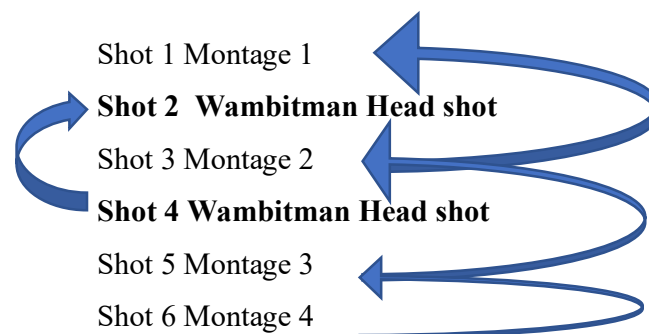 Shot 1 Montage 1
Shot 2  Wambitman Head shot
Shot 3 Montage 2
Shot 4 Wambitman Head shot
Shot 5 Montage 3
Shot 6 Montage 4